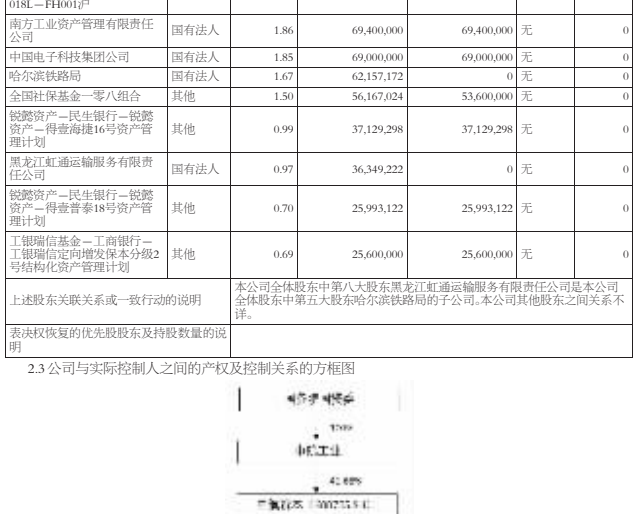 018L－FH001沪
南方工业资产管理有限责任公司 国有法人 1.86 69,400,000 69,400,000 无 0
中国电子科技集团公司 国有法人 1.85 69,000,000 69,000,000 无 0
哈尔滨铁路局 国有法人 1.67 62,157,172 0 无 0
全国社保基金一零八组合 其他 1.50 56,167,024 53,600,000 无 0
锐懿资产－民生银行－锐懿
资产－得壹海捷16号资产管
理计划 其他 0.99 37,129,298 37,129,298 无 0
黑龙江虹通运输服务有限责
任公司 国有法人 0.97 36,349,222 0 无 0
锐懿资产－民生银行－锐懿
资产－得壹普泰18号资产管
理计划 其他 0.70 25,993,122 25,993,122 无 0
工银瑞信基金－工商银行－
工银瑞信定向增发保本分级2
号结构化资产管理计划 其他 0.69 25,600,000 25,600,000 无 0
上述股东关联关系或一致行动的说明
本公司全体股东中第八大股东黑龙江虹通运输服务有限责任公司是本公司
全体股东中第五大股东哈尔滨铁路局的子公司。本公司其他股东之间关系不
详。
表决权恢复的优先股股东及持股数量的说
明
2.3 公司与实际控制人之间的产权及控制关系的方框图
中航工业